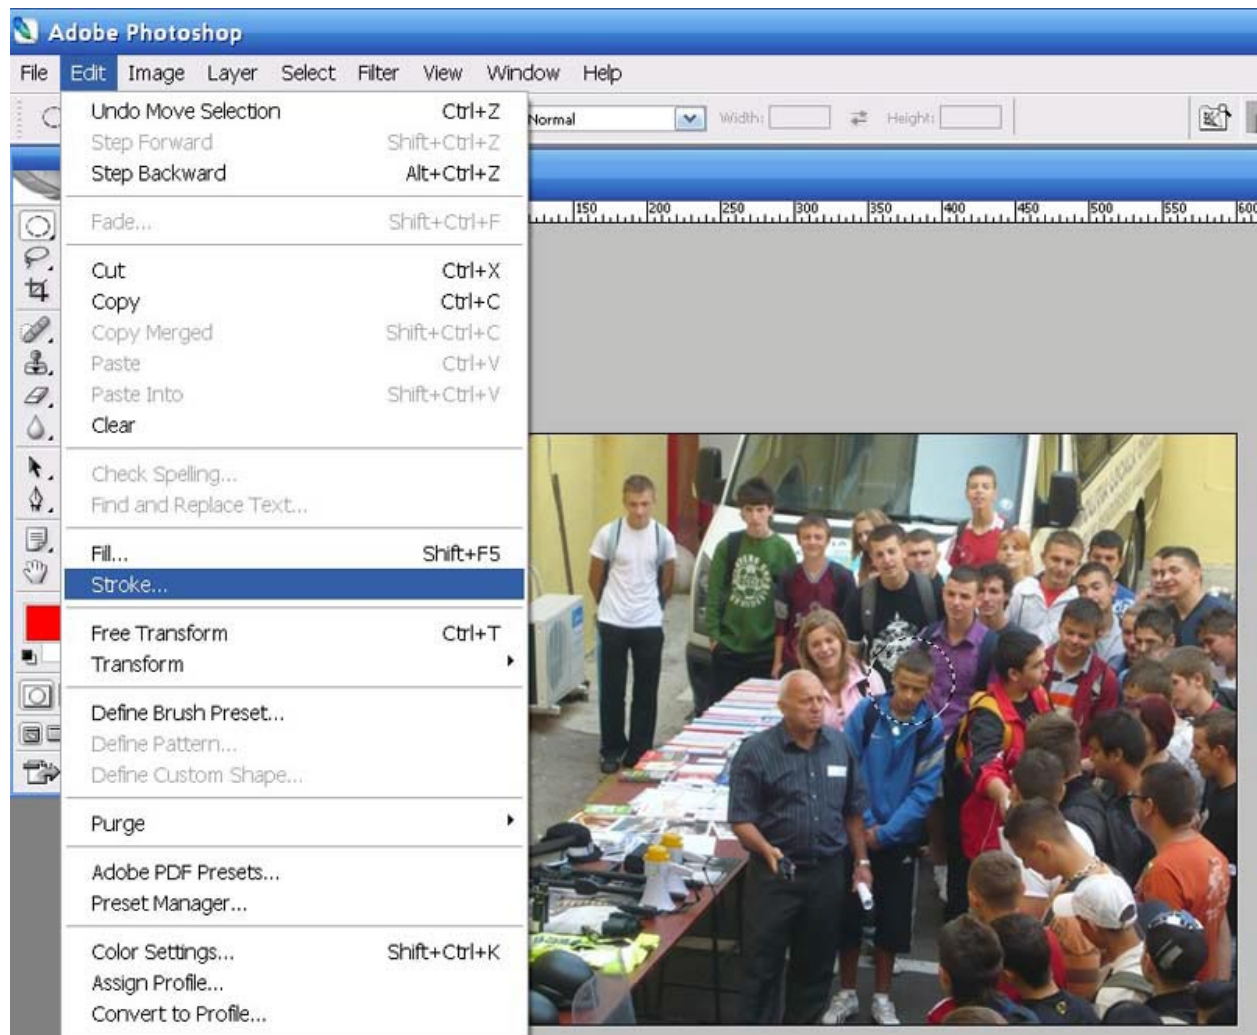 Adobe Photoshop
File Edit Image Layer Select Filter View Window Help
Undo Move Selection Ctrl+Z
Step Forward Shift+Ctrl+Z
Step Backward Alt+Ctrl+Z
Normal Width: Height:
Fade... Shift+Ctrl+F
150 200 250 300 350 400 450 500 550 600
Cut Ctrl+X
Copy Ctrl+C
Copy Merged Shift+Ctrl+C
Paste Ctrl+V
Paste Into Shift+Ctrl+V
Clear
Check Spelling...
Find and Replace Text...
Fill... Shift+F5
Stroke...
Free Transform Ctrl+T
Transform
Define Brush Preset...
Define Pattern...
Define Custom Shape...
Purge
Adobe PDF Presets...
Preset Manager...
Color Settings... Shift+Ctrl+K
Assign Profile...
Convert to Profile...